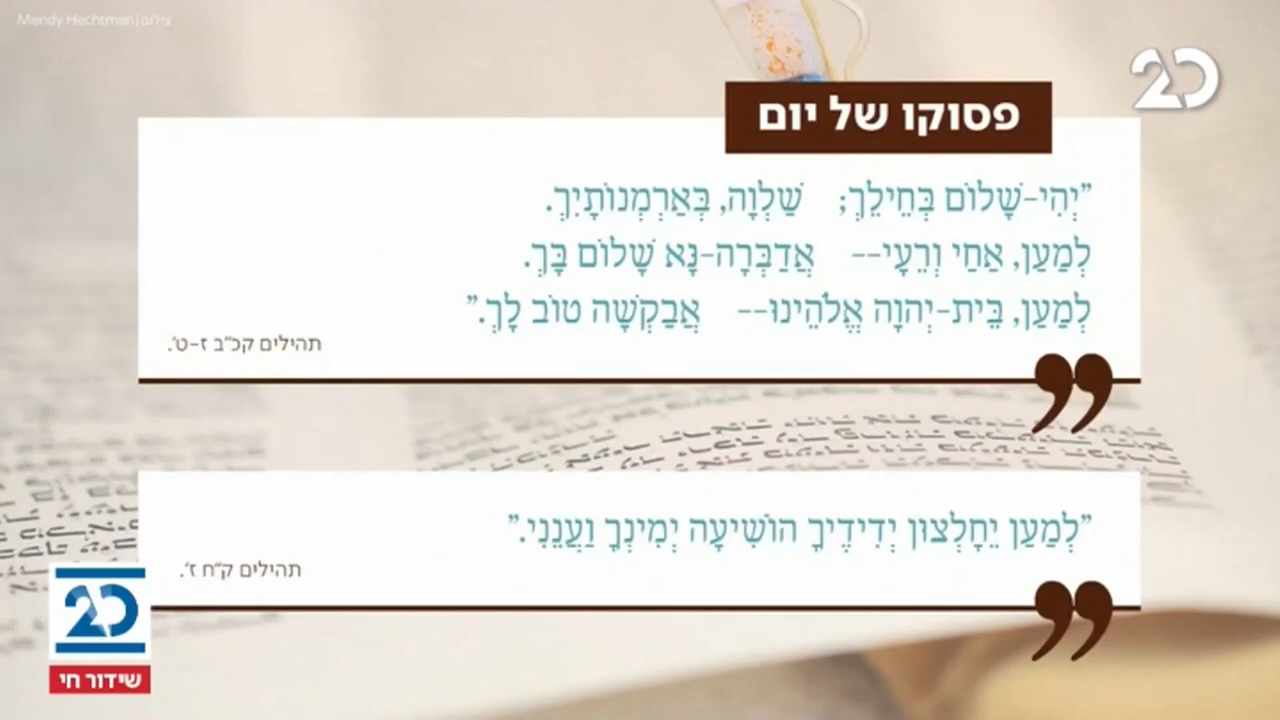 צילום|Mendy Hechtman
20
פסוקו של יום
"יְהִי-שָׁלוֹם בְּחֵילֵךְ; שַׁלְוָה, בְּאַרְמְנוֹתָיִךְ.
לְמַעַן, אַחַי וְרֵעָי-- אֲדַבְּרָה-נָּא שָׁלוֹם בָּךְ.
לְמַעַן, בֵּית-יְהוָה אֱלֹהֵינוּ-- אֲבַקְשָׁה טוֹב לָךְ."
תהילים קכ"ב ז-ט'.
"לְמַעַן יֵחָלְצוּן יְדִידֶיךָ הוֹשִׁיעָה יְמִינְךָ וַעֲנֵנִי."
תהילים ק"ח ז'.
20
שידור חי